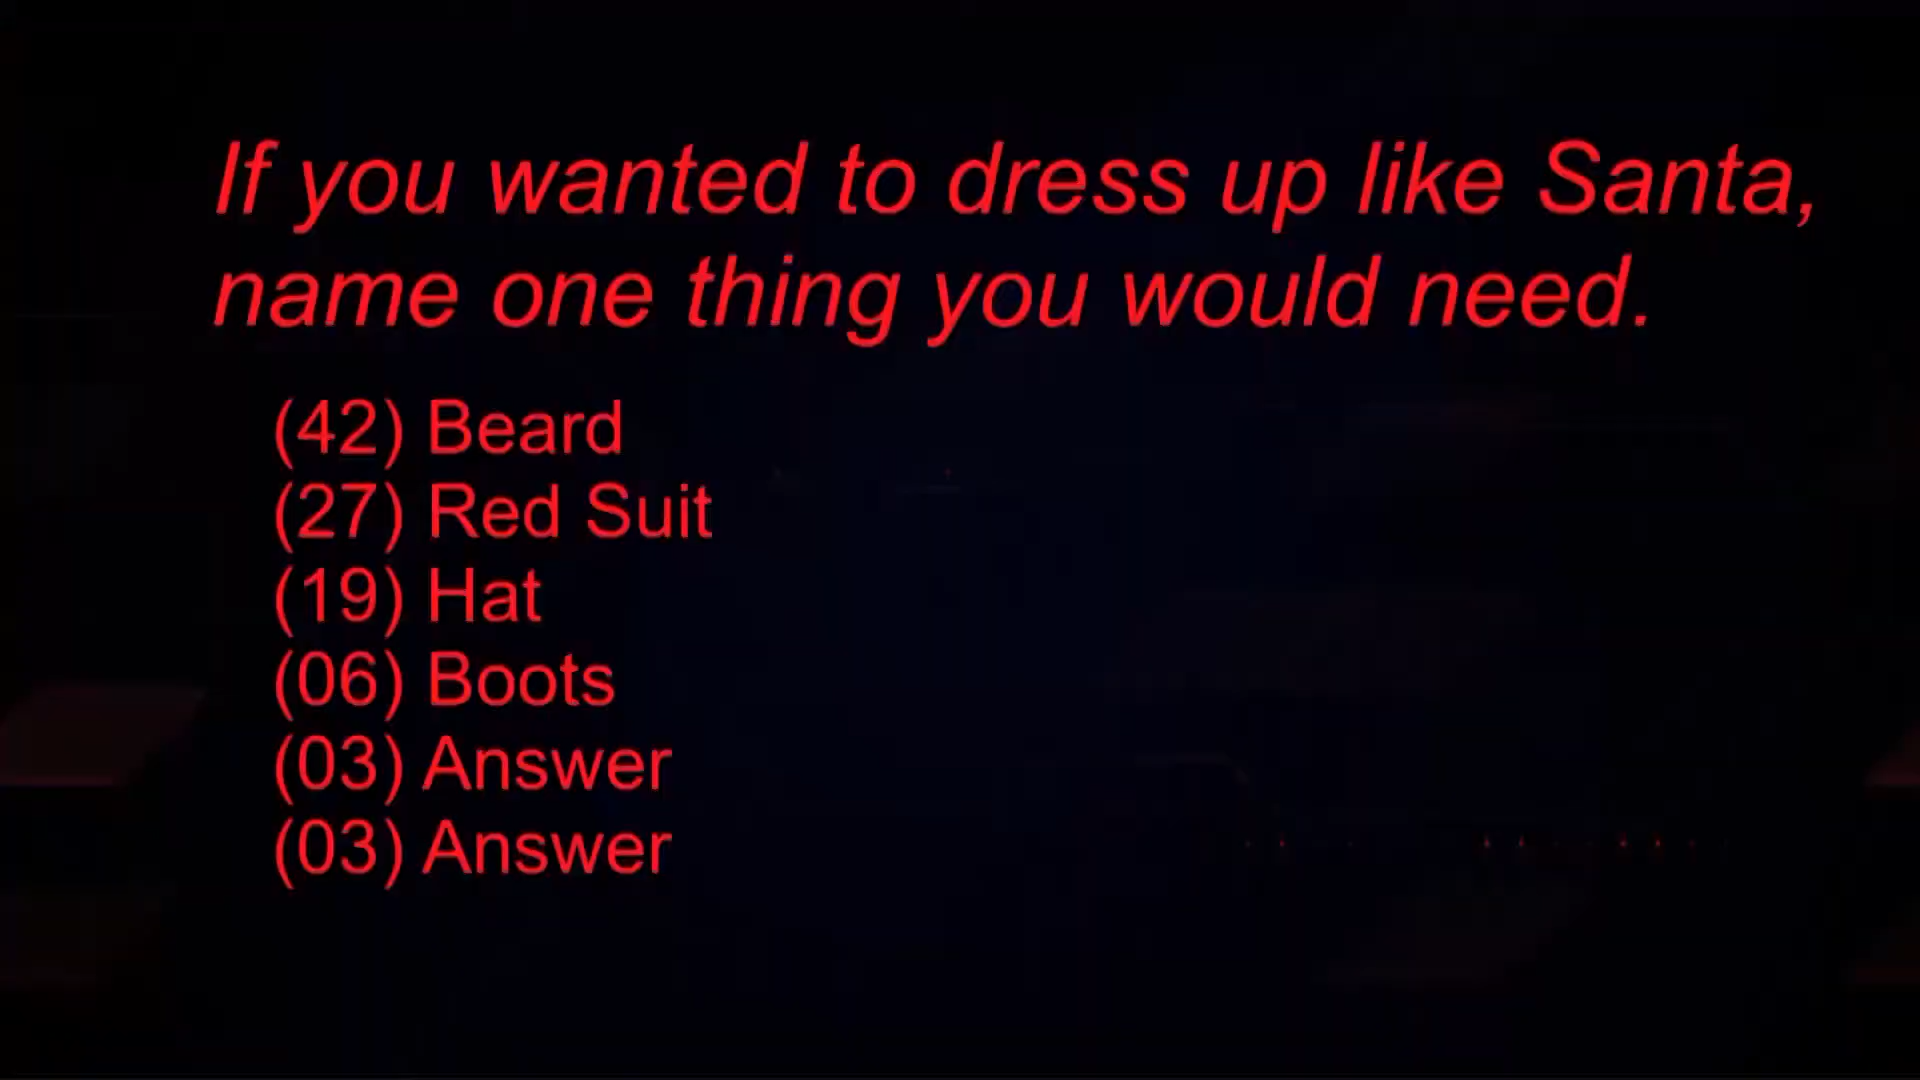 If you wanted to dress up like Santa,
name one thing you would need.
(42) Beard
(27) Red Suit
(19) Hat
(06) Boots
(03) Answer
(03) Answer